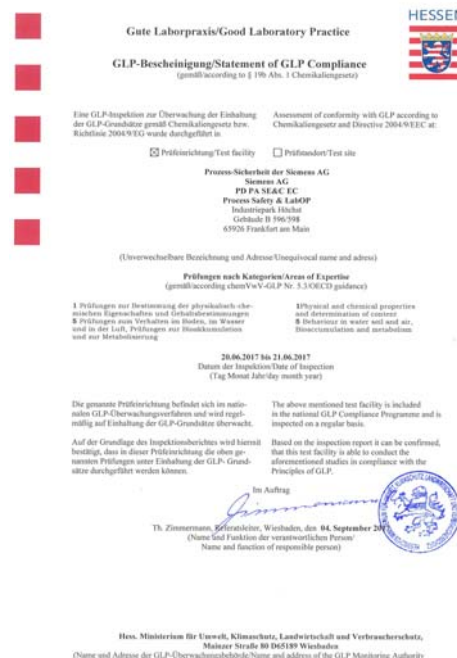 HESSEN
Gute Laborpraxis/Good Laboratory Practice
GLP-Bescheinigung/Statement of GLP Compliance
(gemäß/according to § 19b Abs. 1 Chemikaliengesetz)
Eine GLP-Inspektion zur Überwachung der Einhaltung
der GLP-Grundsätze gemäß Chemikaliengesetz bzw.
Richtlinie 2004/9/EG wurde durchgeführt in
Assessment of conformity with GLP according to
Chemikaliengesetz and Directive 2004/9/EEC at:
Prüfeinrichtung/Test facility
Prüfstandort/Test site
Prozess-Sicherheit der Siemens AG
Siemens AG
PD PA SE&C EC
Process Safety & LabOP
Industriepark Höchst
Gebäude B 596/598
65926 Frankfurt am Main
(Unverwechselbare Bezeichnung und Adresse/Unequivocal name and adress)
Prüfungen nach Kategorien/Areas of Expertise
(gemäß/according chemVwV-GLP Nr. 5.3/OECD guidance)
1 Prüfungen zur Bestimmung der physikalisch-che-
mischen Eigenschaften und Gehaltsbestimmungen
5 Prüfungen zum Verhalten im Boden, im Wasser
und in der Luft, Prüfungen zur Bioakkumulation
und zur Metabolisierung
1Physical and chemical properties
and determination of content
5 Behaviour in water soil and air,
Bioaccumulation and metabolism
20.06.2017 bis 21.06.2017
Datum der Inspektion/Date of Inspection
(Tag Monat Jahr/day month year)
Die genannte Prüfeinrichtung befindet sich im natio-
nalen GLP-Überwachungsverfahren und wird regel-
mäßig auf Einhaltung der GLP-Grundsätze überwacht.
The above mentioned test facility is included
in the national GLP Compliance Programme and is
inspected on a regular basis.
Auf der Grundlage des Inspektionsberichtes wird hiermit
bestätigt, dass in dieser Prüfeinrichtung die oben ge-
nannten Prüfungen unter Einhaltung der GLP- Grund-
sätze durchgeführt werden können.
Based on the inspection report it can be confirmed,
that this test facility is able to conduct the
aforementioned studies in compliance with the
Principles of GLP.
Im Auftrag
Th. Zimmermann, Referatsleiter, Wiesbaden, den 04. September 2017
(Name und Funktion der verantwortlichen Person/
Name and function of responsible person)
Hess. Ministerium für Umwelt, Klimaschutz, Landwirtschaft und Verbraucherschutz,
Mainzer Straße 80 D65189 Wiesbaden
(Name und Adresse der GLP-Überwachungsbehörde/Name and address of the GLP Monitoring Authority